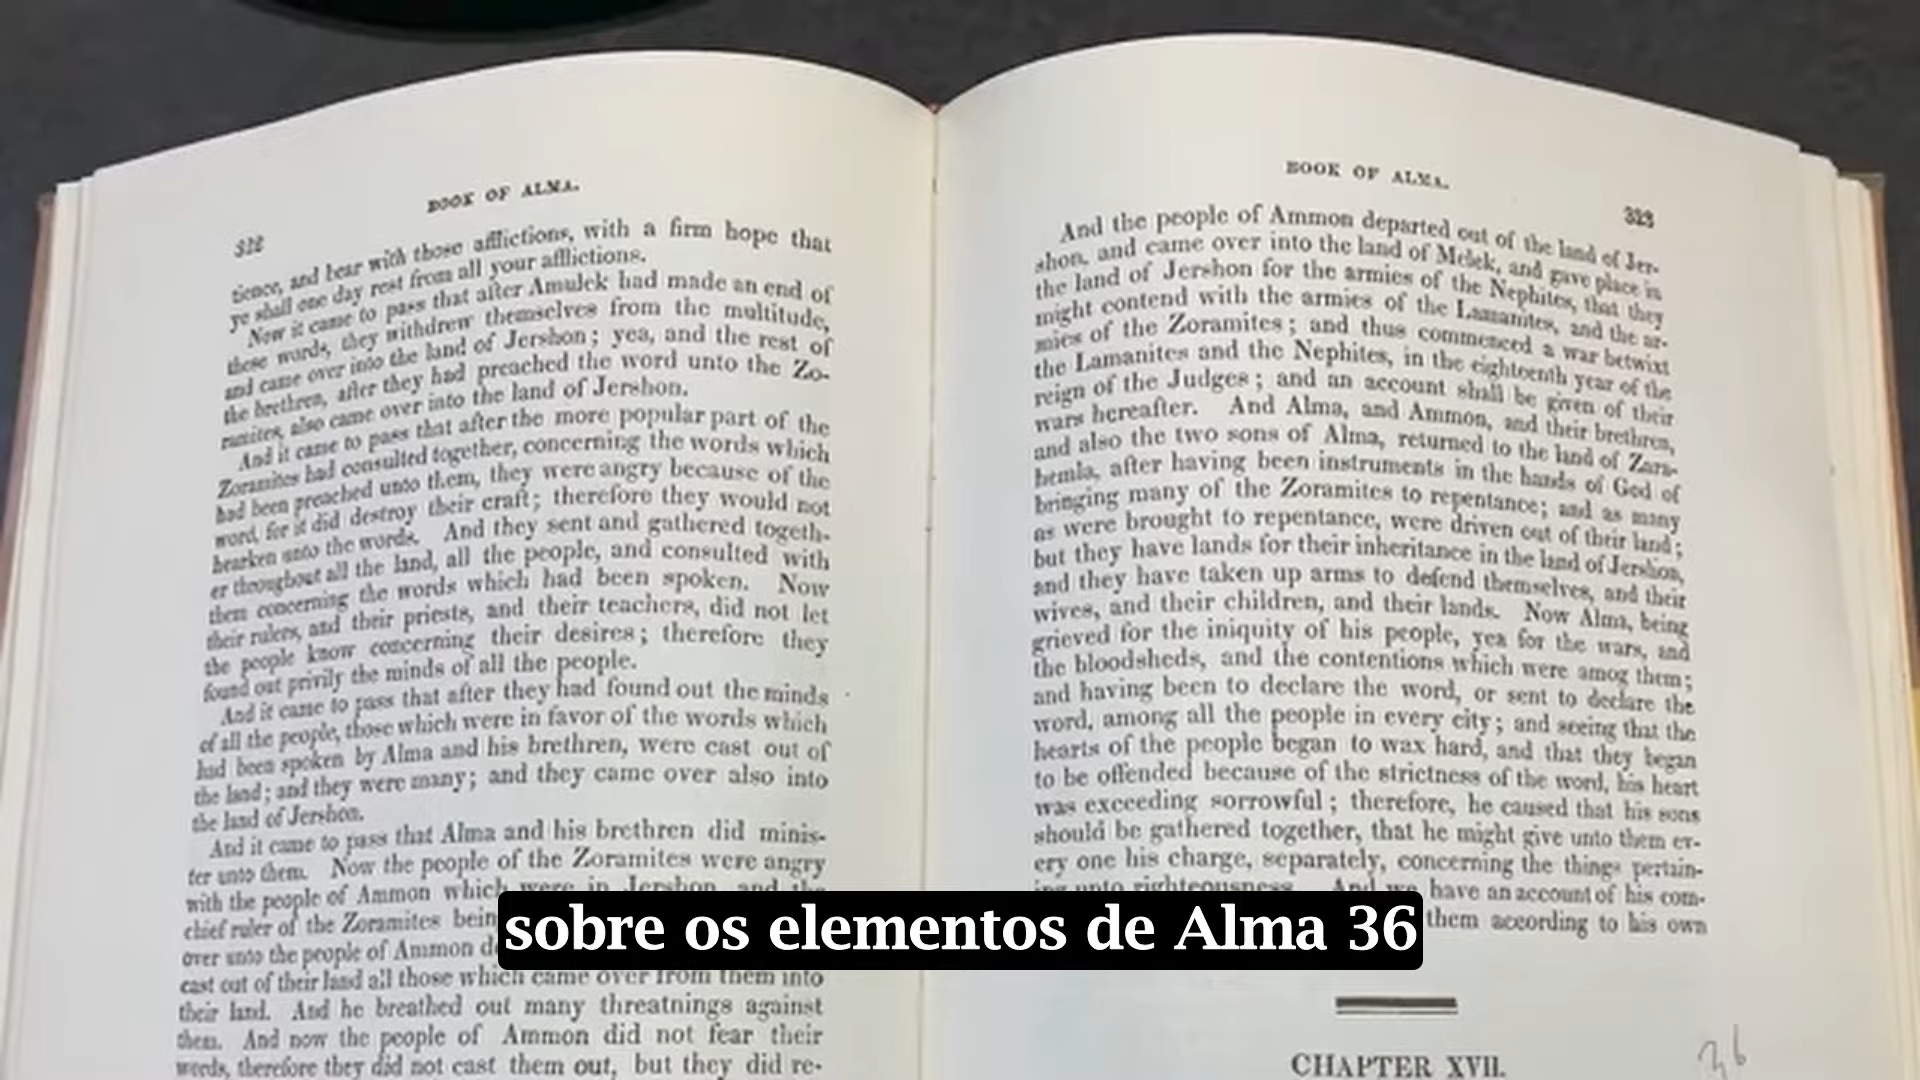 BOOK OF ALMA.
322
tience, and bear with those afflictions, with a firm hope that
ye shall one day rest from all your afflictions.
Now it came to pass that after Amulek had made an end of
these words, they withdrew themselves from the multitude,
and came over into the land of Jershon; yea, and the rest of
the brethren, after they had preached the word unto the Zo-
ramites, also came over into the land of Jershon.
And it came to pass that after the more popular part of the
Zoramites had consulted together, concerning the words which
had been preached unto them, they were angry because of the
word, for it did destroy their craft; therefore they would not
hearken unto the words. And they sent and gathered togeth-
er throughout all the land, all the people, and consulted with
them concerning the words which had been spoken. Now
their rulers, and their priests, and their teachers, did not let
the people know concerning their desires; therefore they
found out privily the minds of all the people.
And it came to pass that after they had found out the minds
of all the people, those which were in favor of the words which
had been spoken by Alma and his brethren, were cast out of
the land; and they were many; and they came over also into
the land of Jershon.
And it came to pass that Alma and his brethren did minis-
ter unto them. Now the people of the Zoramites were angry
with the people of Ammon which were in Jershon, and the
chief ruler of the Zoramites bein
over unto the people of Ammon
cast out of their land all those which came over from them into
their land. And he breathed out many threatnings against
them. And now the people of Ammon did not fear their
words, therefore they did not cast them out, but they did re-
BOOK OF ALMA.
323
And the people of Ammon departed out of the land of Jer-
shon, and came over into the land of Melek, and gave place in
the land of Jershon for the armies of the Nephites, that they
might contend with the armies of the Lamanites, and the ar-
mies of the Zoramites; and thus commenced a war betwixt
the Lamanites and the Nephites, in the eighteenth year of the
reign of the Judges; and an account shall be given of their
wars hereafter. And Alma, and Ammon, and their brethren,
and also the two sons of Alma, returned to the land of Zara-
hemla, after having been instruments in the hands of God of
bringing many of the Zoramites to repentance; and as many
as were brought to repentance, were driven out of their land;
but they have lands for their inheritance in the land of Jershon,
and they have taken up arms to defend themselves, and their
wives, and their children, and their lands. Now Alma, being
grieved for the iniquity of his people, yea for the wars, and
the bloodsheds, and the contentions which were amog them;
and having been to declare the word, or sent to declare the
word, among all the people in every city; and seeing that the
hearts of the people began to wax hard, and that they began
to be offended because of the strictness of the word, his heart
was exceeding sorrowful; therefore, he caused that his sons
should be gathered together, that he might give unto them ev-
ery one his charge, separately, concerning the things pertain-
ing unto righteousness. And we have an account of his com-
them according to his own
CHAPTER XVII.
36
sobre os elementos de Alma 36